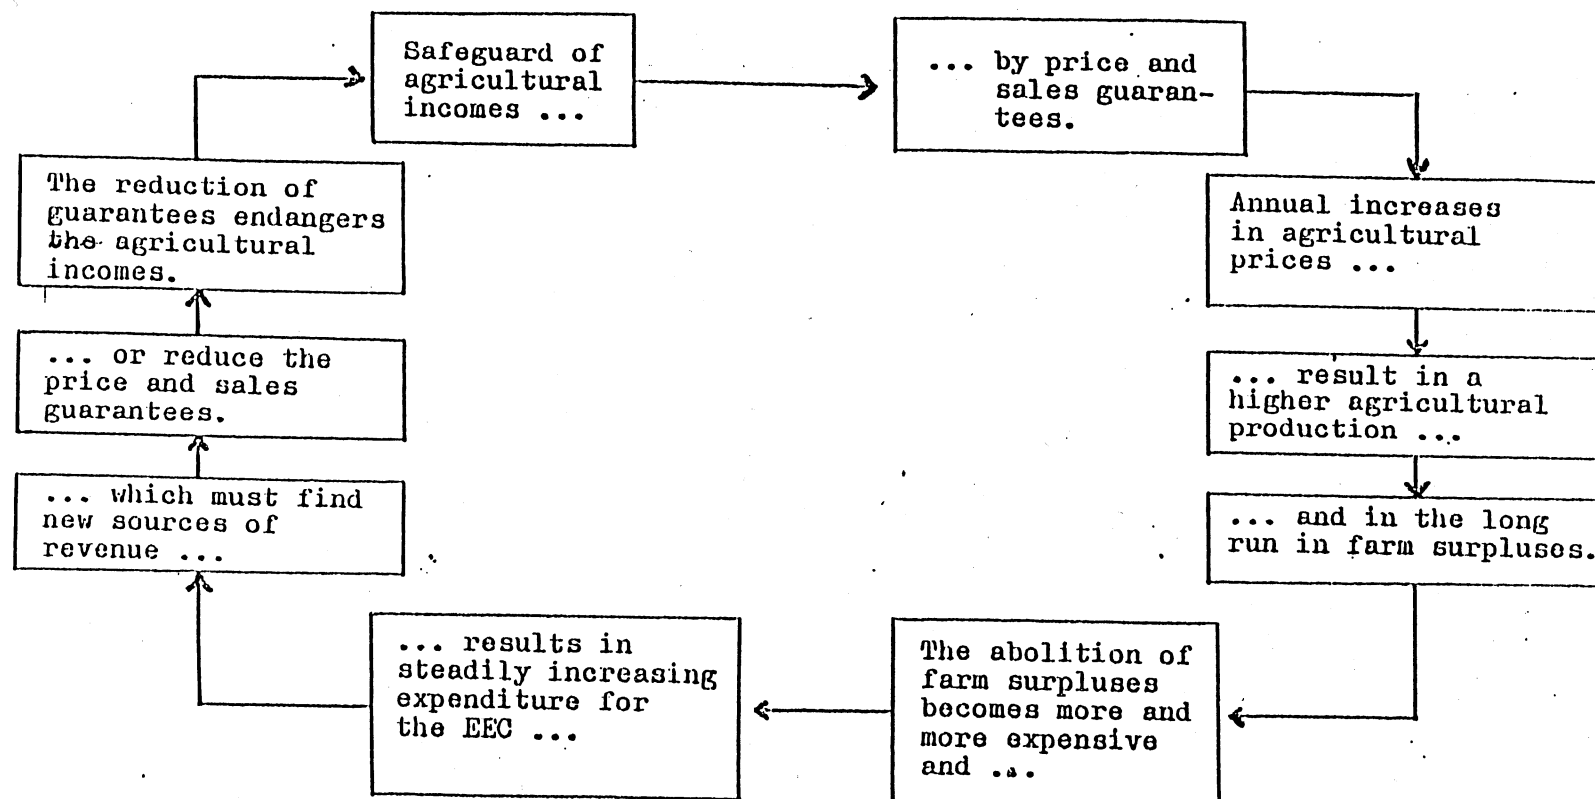 Safeguard of
agricultural
incomes ...
... by price and
sales guaran-
tees.
Annual increases
in agricultural
prices ...
... result in a
higher agricultural
production ...
... and in the long
run in farm surpluses.
The abolition of
farm surpluses
becomes more and
more expensive
and ...
... results in
steadily increasing
expenditure for
the EEC ...
... which must find
new sources of
revenue ...
... or reduce the
price and sales
guarantees.
The reduction of
guarantees endangers
the agricultural
incomes.